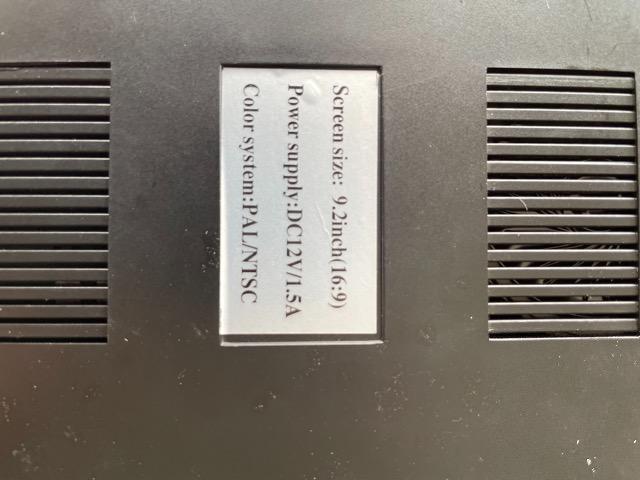 Screen size: 9.2inch(16:9)
Power supply:DC12V/1.5A
Color system:PAL/NTSC